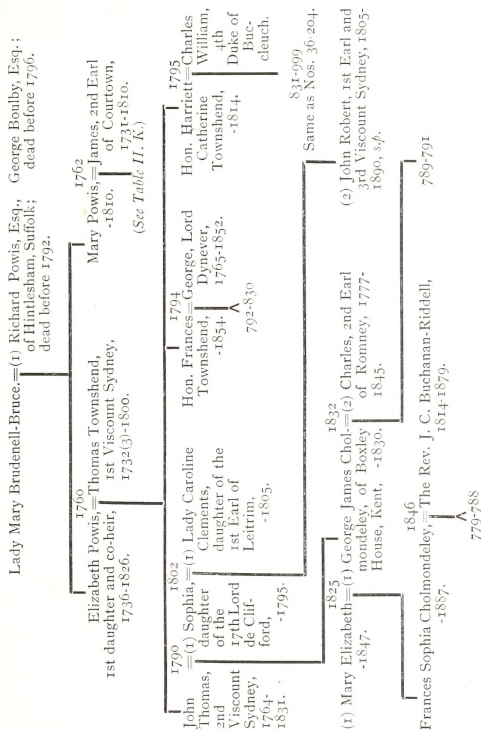 Lady Mary Brudenell-Bruce,=(1) Richard Powis, Esq.,
of Hintlesham, Suffolk;
dead before 1792.
George Boulby, Esq.;
dead before 1796.
1760
Elizabeth Powis,=Thomas Townshend,
1st daughter and co-heir,
1st Viscount Sydney,
1736-1826.
1732(3)-1800.
1762
Mary Powis,=James, 2nd Earl
-1810.
of Courtown,
1731-1810.
(See Table II. K.)
1790
1802
John
Thomas,
2nd
Viscount
Sydney,
1764-
1831.
=(1) Sophia,
daughter
of the
17th Lord
de Clif-
ford,
-1795.
=(1) Lady Caroline
Clements,
daughter of the
1st Earl of
Leitrim,
-1805.
1794
Hon. Frances=George, Lord
Townshend,
Dynever,
-1854.
1765-1852.
792-830
1795
Hon. Harriett=Charles
Catherine
William,
Townshend,
4th
-1814.
Duke of
Buc-
cleuch.
831-999
Same as Nos. 36-204.
1825
1832
(1) Mary Elizabeth=(1) George James Chol-=(2) Charles, 2nd Earl
-1847.
mondeley, of Boxley
of Romney, 1777-
House, Kent, -1830.
1845.
(2) John Robert, 1st Earl and
3rd Viscount Sydney, 1805-
1890, s.p.
1846
Frances Sophia Cholmondeley,=The Rev. J. C. Buchanan-Riddell,
-1887.
1814-1879.
779-788
789-791